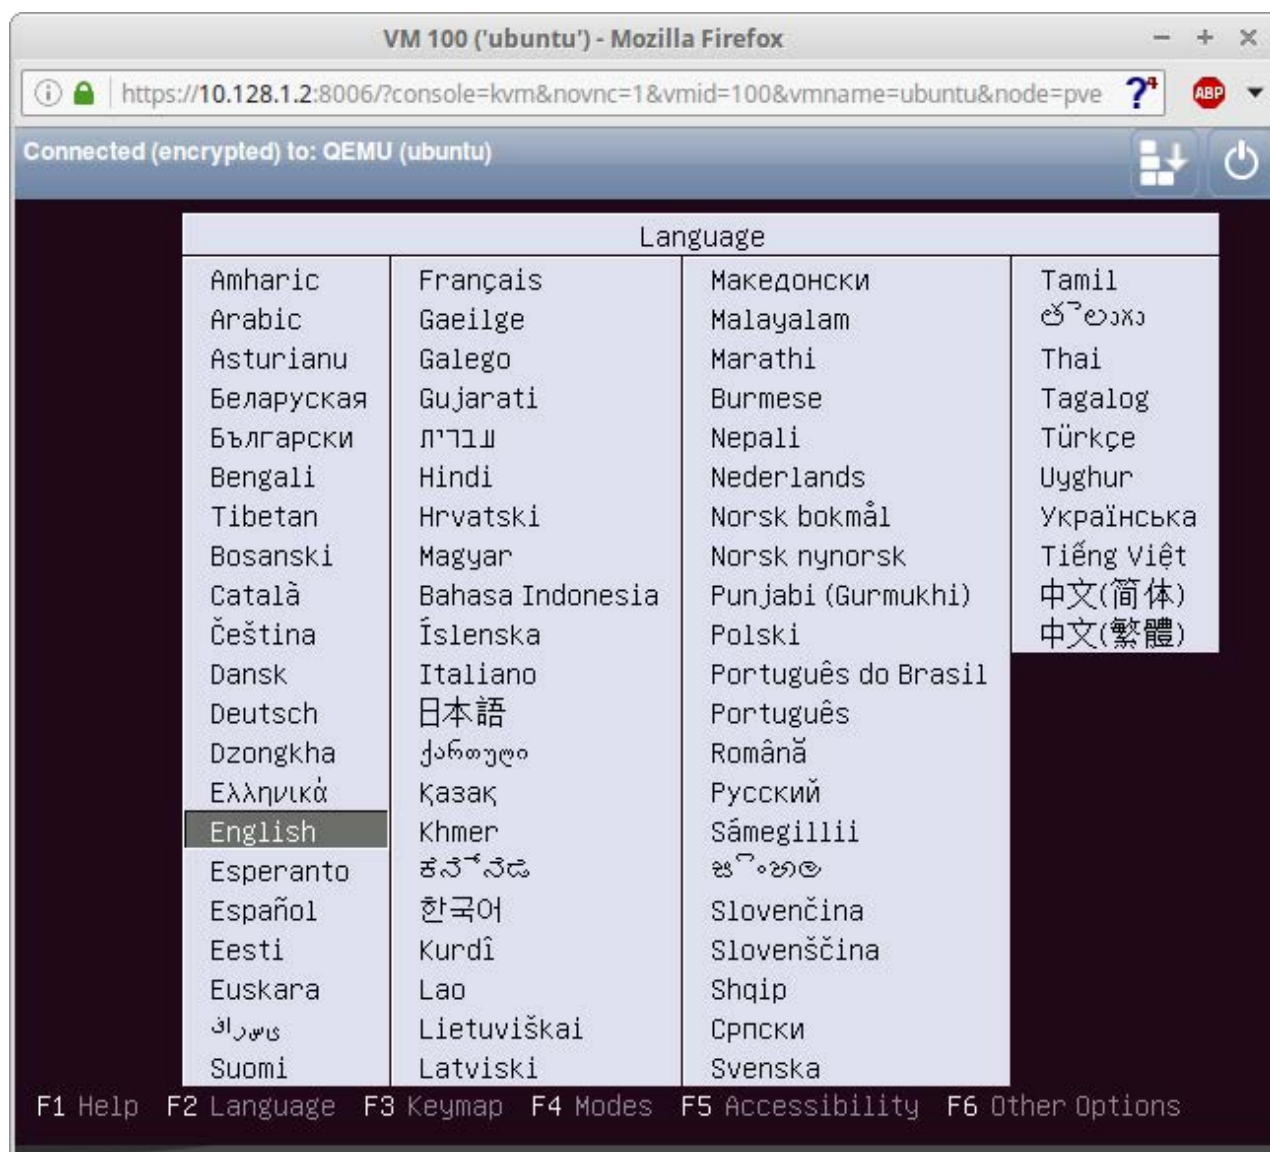 VM 100 ('ubuntu') - Mozilla Firefox
https://10.128.1.2:8006/?console=kvm&novnc=1&vmid=100&vmname=ubuntu&node=pve
ABP
Connected (encrypted) to: QEMU (ubuntu)
Language
Amharic
Arabic
Asturianu
Беларуская
Български
Bengali
Tibetan
Bosanski
Català
Čeština
Dansk
Deutsch
Dzongkha
Ελληνικά
English
Esperanto
Español
Eesti
Euskara
ﻯﺱﺭﺍﻑ
Suomi
Français
Gaeilge
Galego
Gujarati
תירבע
Hindi
Hrvatski
Magyar
Bahasa Indonesia
Íslenska
Italiano
日本語
ქართული
Қазақ
Khmer
한국어
Kurdî
Lao
Lietuviškai
Latviski
Македонски
Malayalam
Marathi
Burmese
Nepali
Nederlands
Norsk bokmål
Norsk nynorsk
Punjabi (Gurmukhi)
Polski
Português do Brasil
Português
Română
Русский
Sámegillii
Slovenčina
Slovenščina
Shqip
Српски
Svenska
Tamil
Thai
Tagalog
Türkçe
Uyghur
Українська
Tiếng Việt
中文(简体)
中文(繁體)
F1 Help F2 Language F3 Keymap F4 Modes F5 Accessibility F6 Other Options